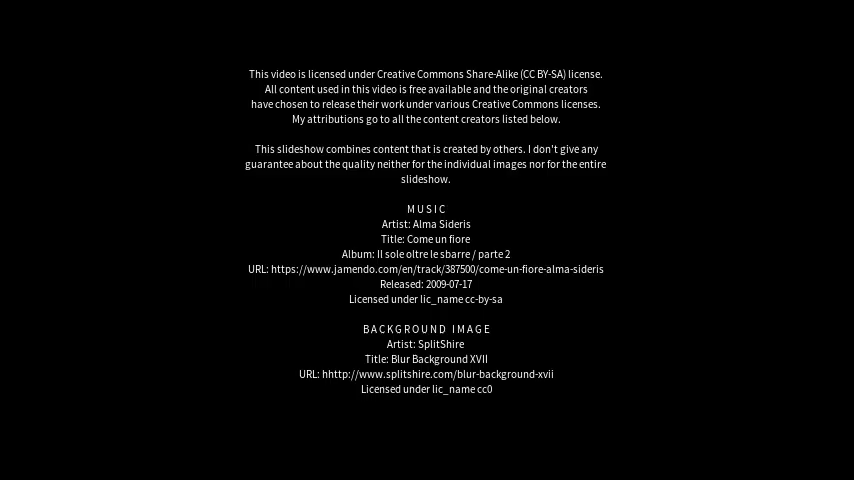 This video is licensed under Creative Commons Share-Alike (CC BY-SA) license.
All content used in this video is free available and the original creators
have chosen to release their work under various Creative Commons licenses.
My attributions go to all the content creators listed below.
This slideshow combines content that is created by others. I don't give any
guarantee about the quality neither for the individual images nor for the entire
slideshow.
MUSIC
Artist: Alma Sideris
Title: Come un fiore
Album: Il sole oltre le sbarre / parte 2
URL: https://www.jamendo.com/en/track/387500/come-un-fiore-alma-sideris
Released: 2009-07-17
Licensed under lic_name cc-by-sa
BACKGROUND IMAGE
Artist: SplitShire
Title: Blur Background XVII
URL: hhttp://www.splitshire.com/blur-background-xvii
Licensed under lic_name cc0